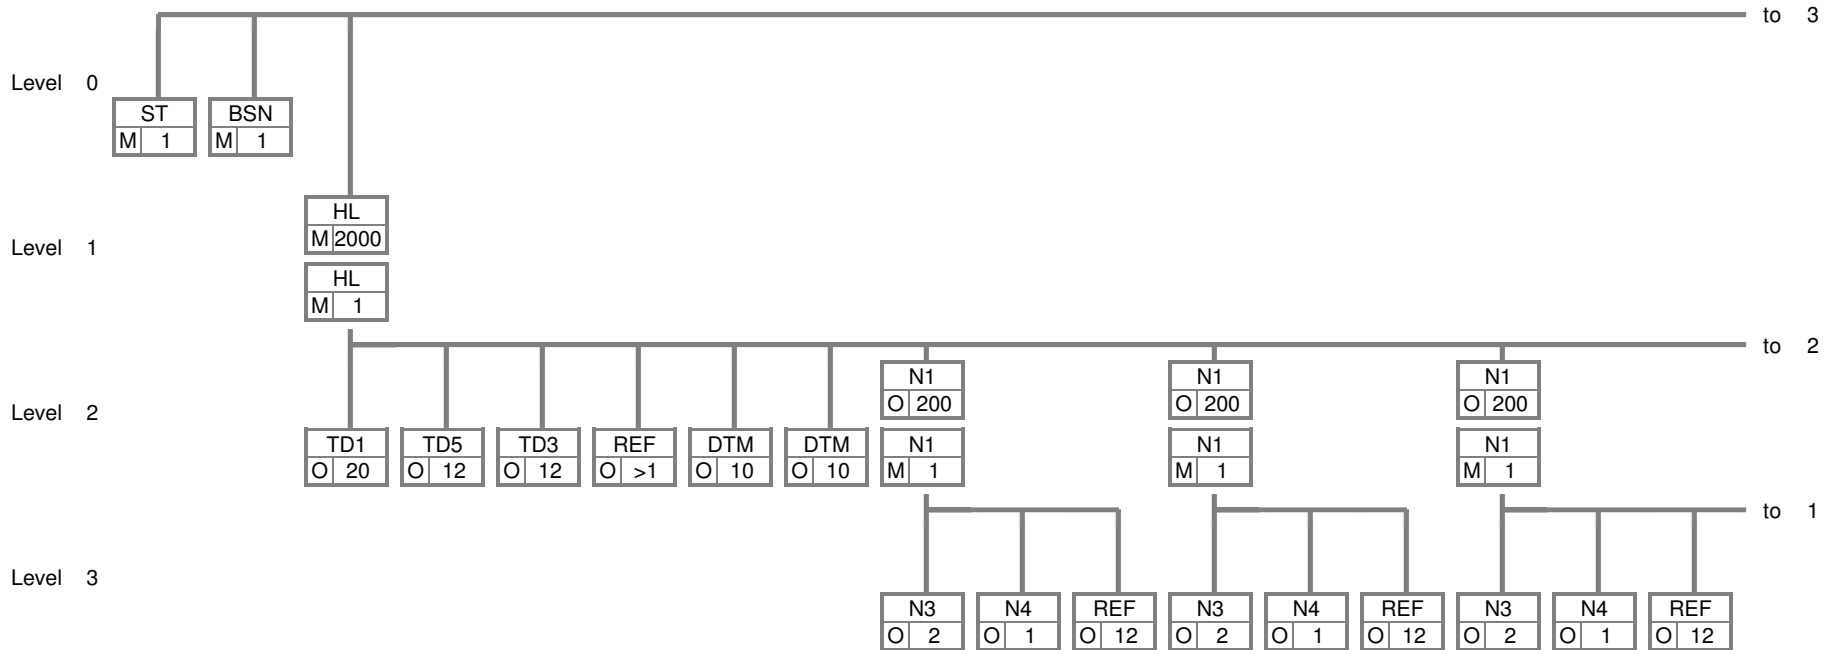 to 3
Level 0
ST BSN
M 1 M 1
HL
M 2000
Level 1
HL
M 1
to 2
N1 N1 N1
O 200 O 200 O 200
Level 2
TD1 TD5 TD3 REF DTM DTM N1 N1 N1
O 20 O 12 O 12 O >1 O 10 O 10 M 1 M 1 M 1
to 1
Level 3
N3 N4 REF N3 N4 REF N3 N4 REF
O 2 O 1 O 12 O 2 O 1 O 12 O 2 O 1 O 12